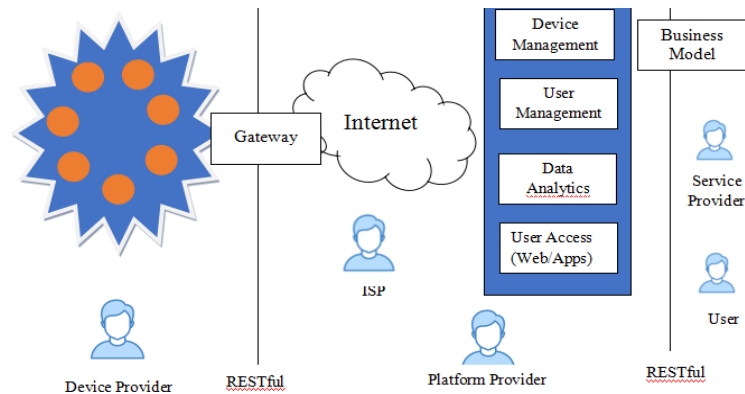 Device
Management
Business
Model
User
Management
Gateway
Internet
Data
Analytics
Service
Provider
User Access
(Web/Apps)
ISP
User
Device Provider
RESTful
Platform Provider
RESTful